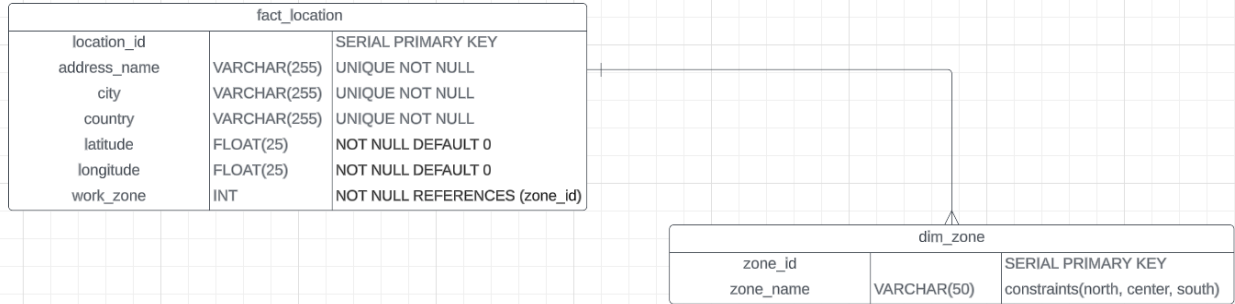 fact_location
location_id SERIAL PRIMARY KEY
address_name VARCHAR(255) UNIQUE NOT NULL
city VARCHAR(255) UNIQUE NOT NULL
country VARCHAR(255) UNIQUE NOT NULL
latitude FLOAT(25) NOT NULL DEFAULT 0
longitude FLOAT(25) NOT NULL DEFAULT 0
work_zone INT NOT NULL REFERENCES (zone_id)
dim_zone
zone_id SERIAL PRIMARY KEY
zone_name VARCHAR(50) constraints(north, center, south)